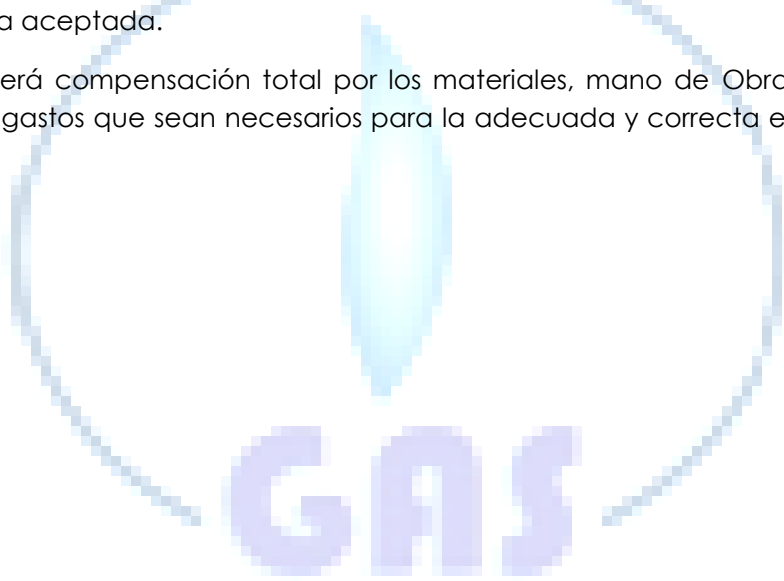 a aceptada.
erá compensación total por los materiales, mano de Obra
gastos que sean necesarios para la adecuada y correcta e
GAS